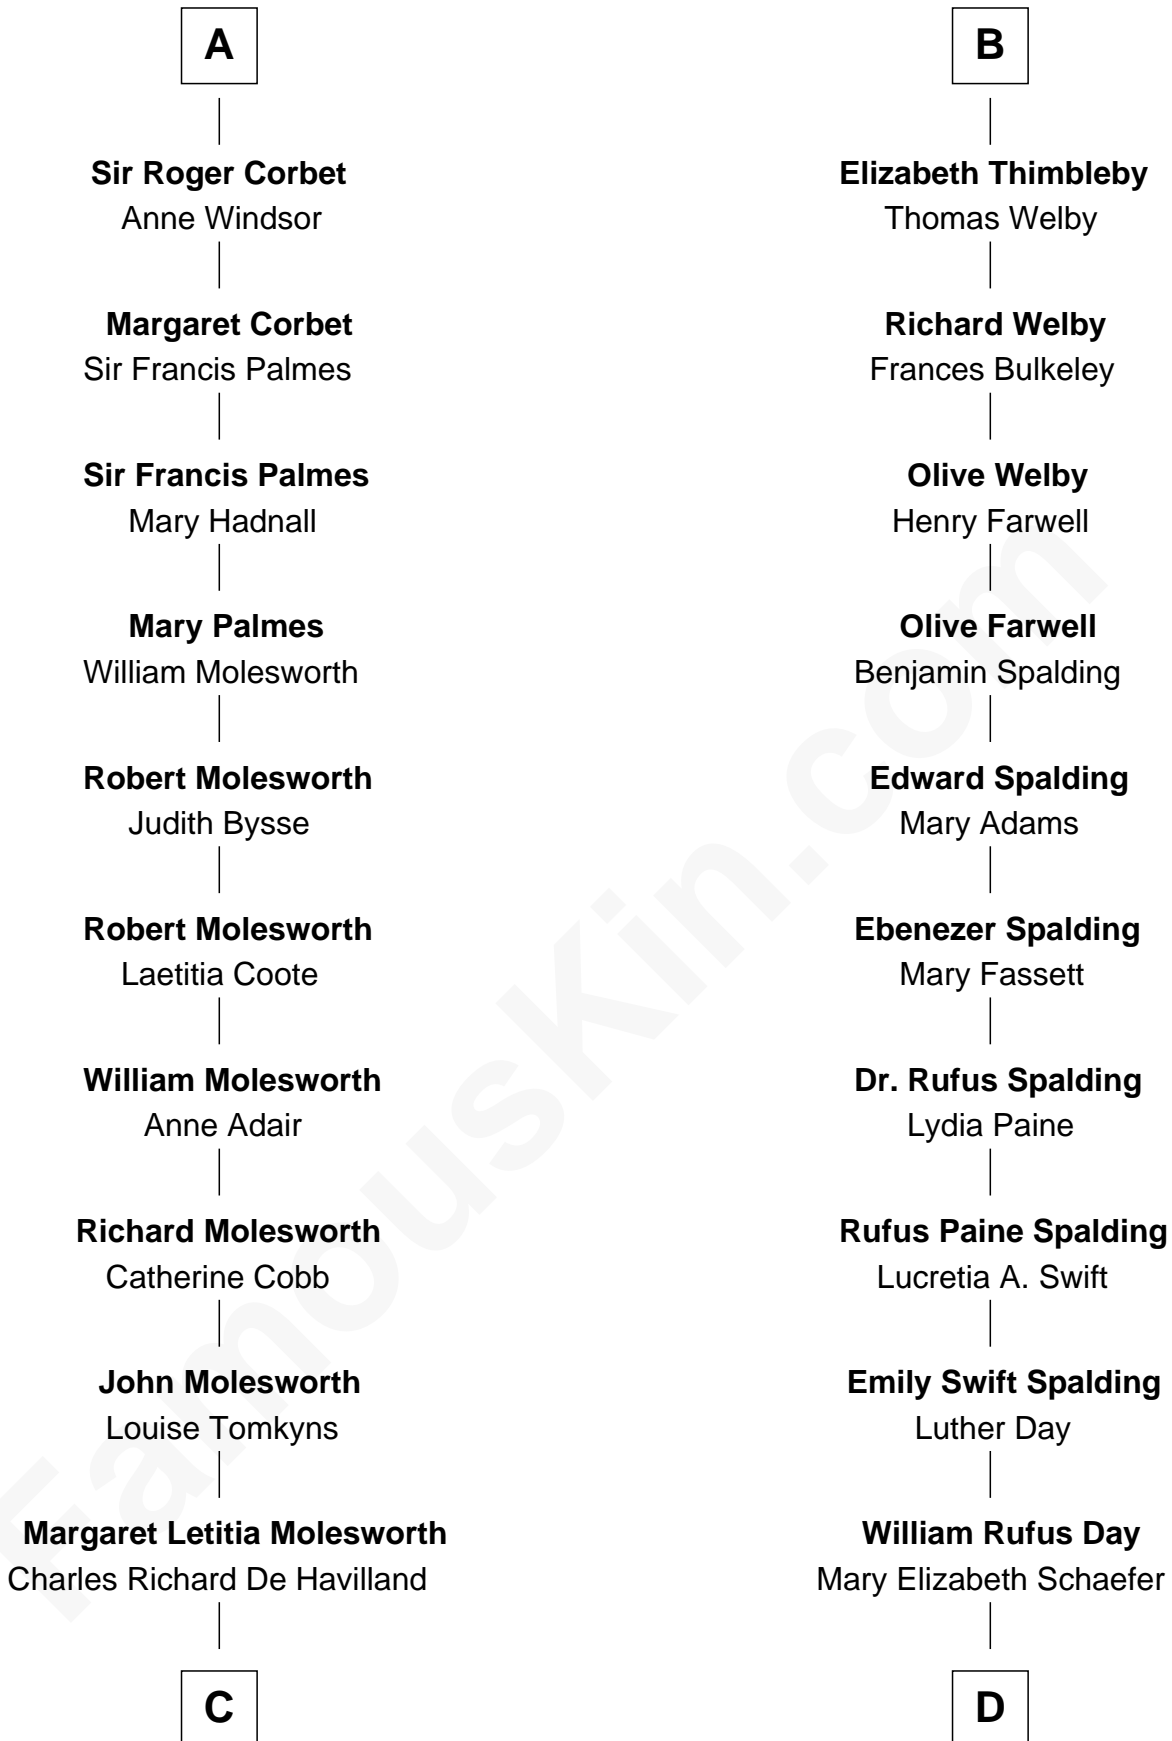 A
Sir Roger Corbet
Anne Windsor
Margaret Corbet
Sir Francis Palmes
Sir Francis Palmes
Mary Hadnall
Mary Palmes
William Molesworth
Robert Molesworth
Judith Bysse
Robert Molesworth
Laetitia Coote
William Molesworth
Anne Adair
Richard Molesworth
Catherine Cobb
John Molesworth
Louise Tomkyns
Margaret Letitia Molesworth
Charles Richard De Havilland
C
B
Elizabeth Thimbleby
Thomas Welby
Richard Welby
Frances Bulkeley
Olive Welby
Henry Farwell
Olive Farwell
Benjamin Spalding
Edward Spalding
Mary Adams
Ebenezer Spalding
Mary Fassett
Dr. Rufus Spalding
Lydia Paine
Rufus Paine Spalding
Lucretia A. Swift
Emily Swift Spalding
Luther Day
William Rufus Day
Mary Elizabeth Schaefer
D
FamousKin.com